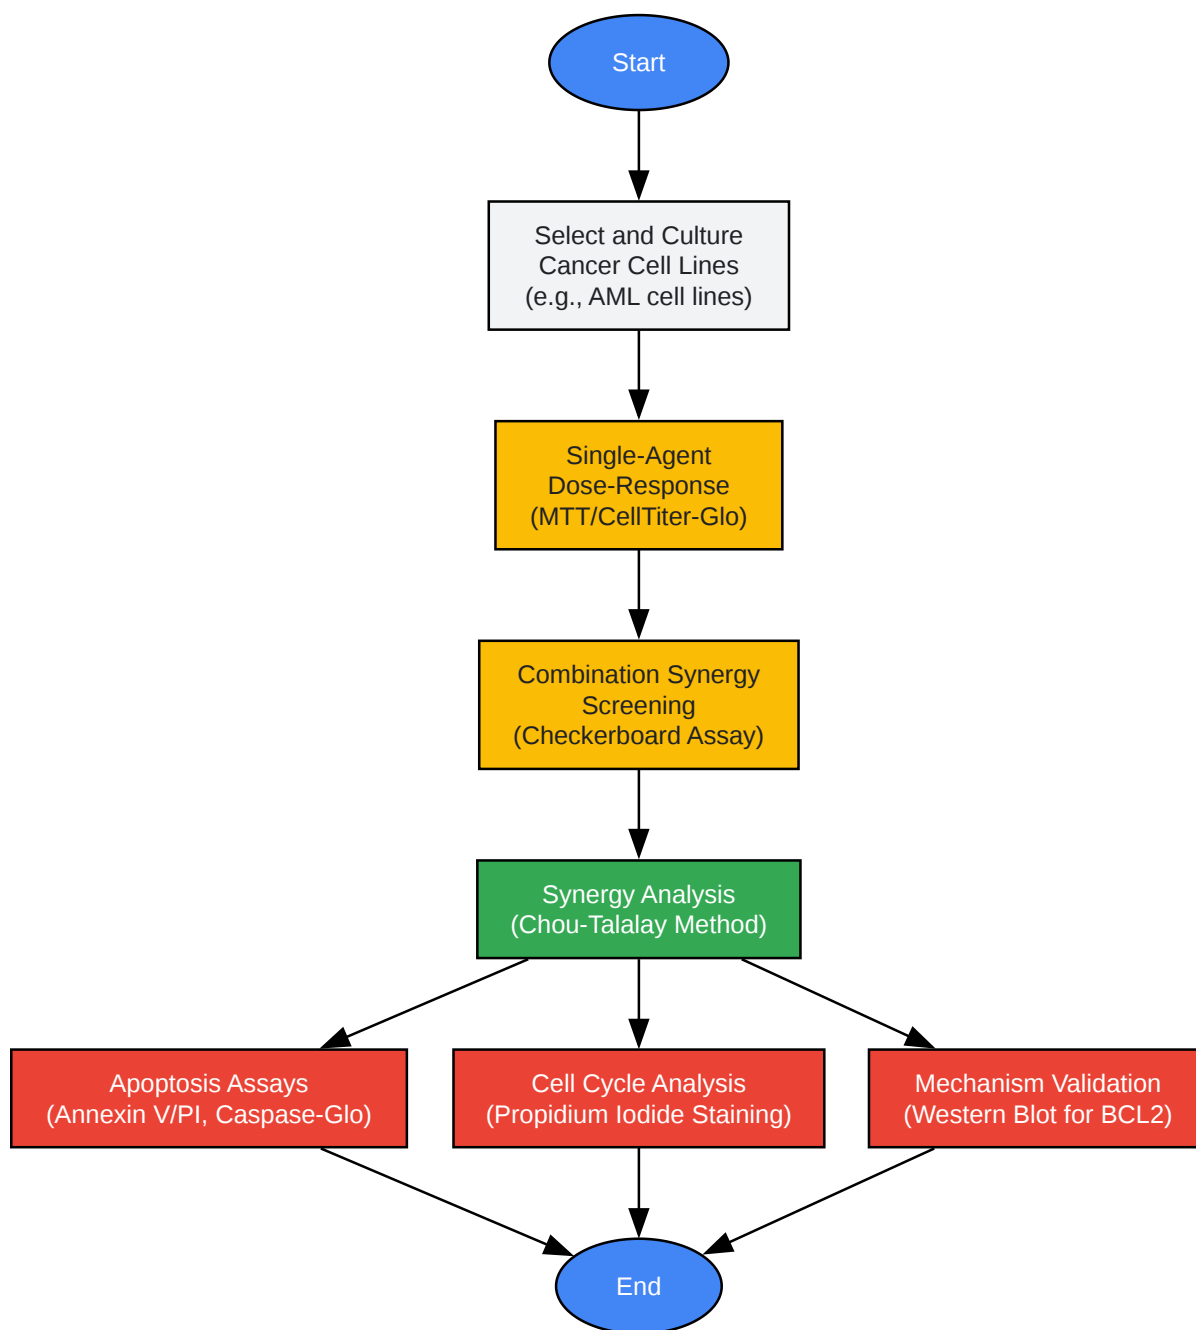 Start
Select and Culture
Cancer Cell Lines
(e.g., AML cell lines)
Single-Agent
Dose-Response
(MTT/CellTiter-Glo)
Combination Synergy
Screening
(Checkerboard Assay)
Synergy Analysis
(Chou-Talalay Method)
Apoptosis Assays
(Annexin V/PI, Caspase-Glo)
Cell Cycle Analysis
(Propidium Iodide Staining)
Mechanism Validation
(Western Blot for BCL2)
End